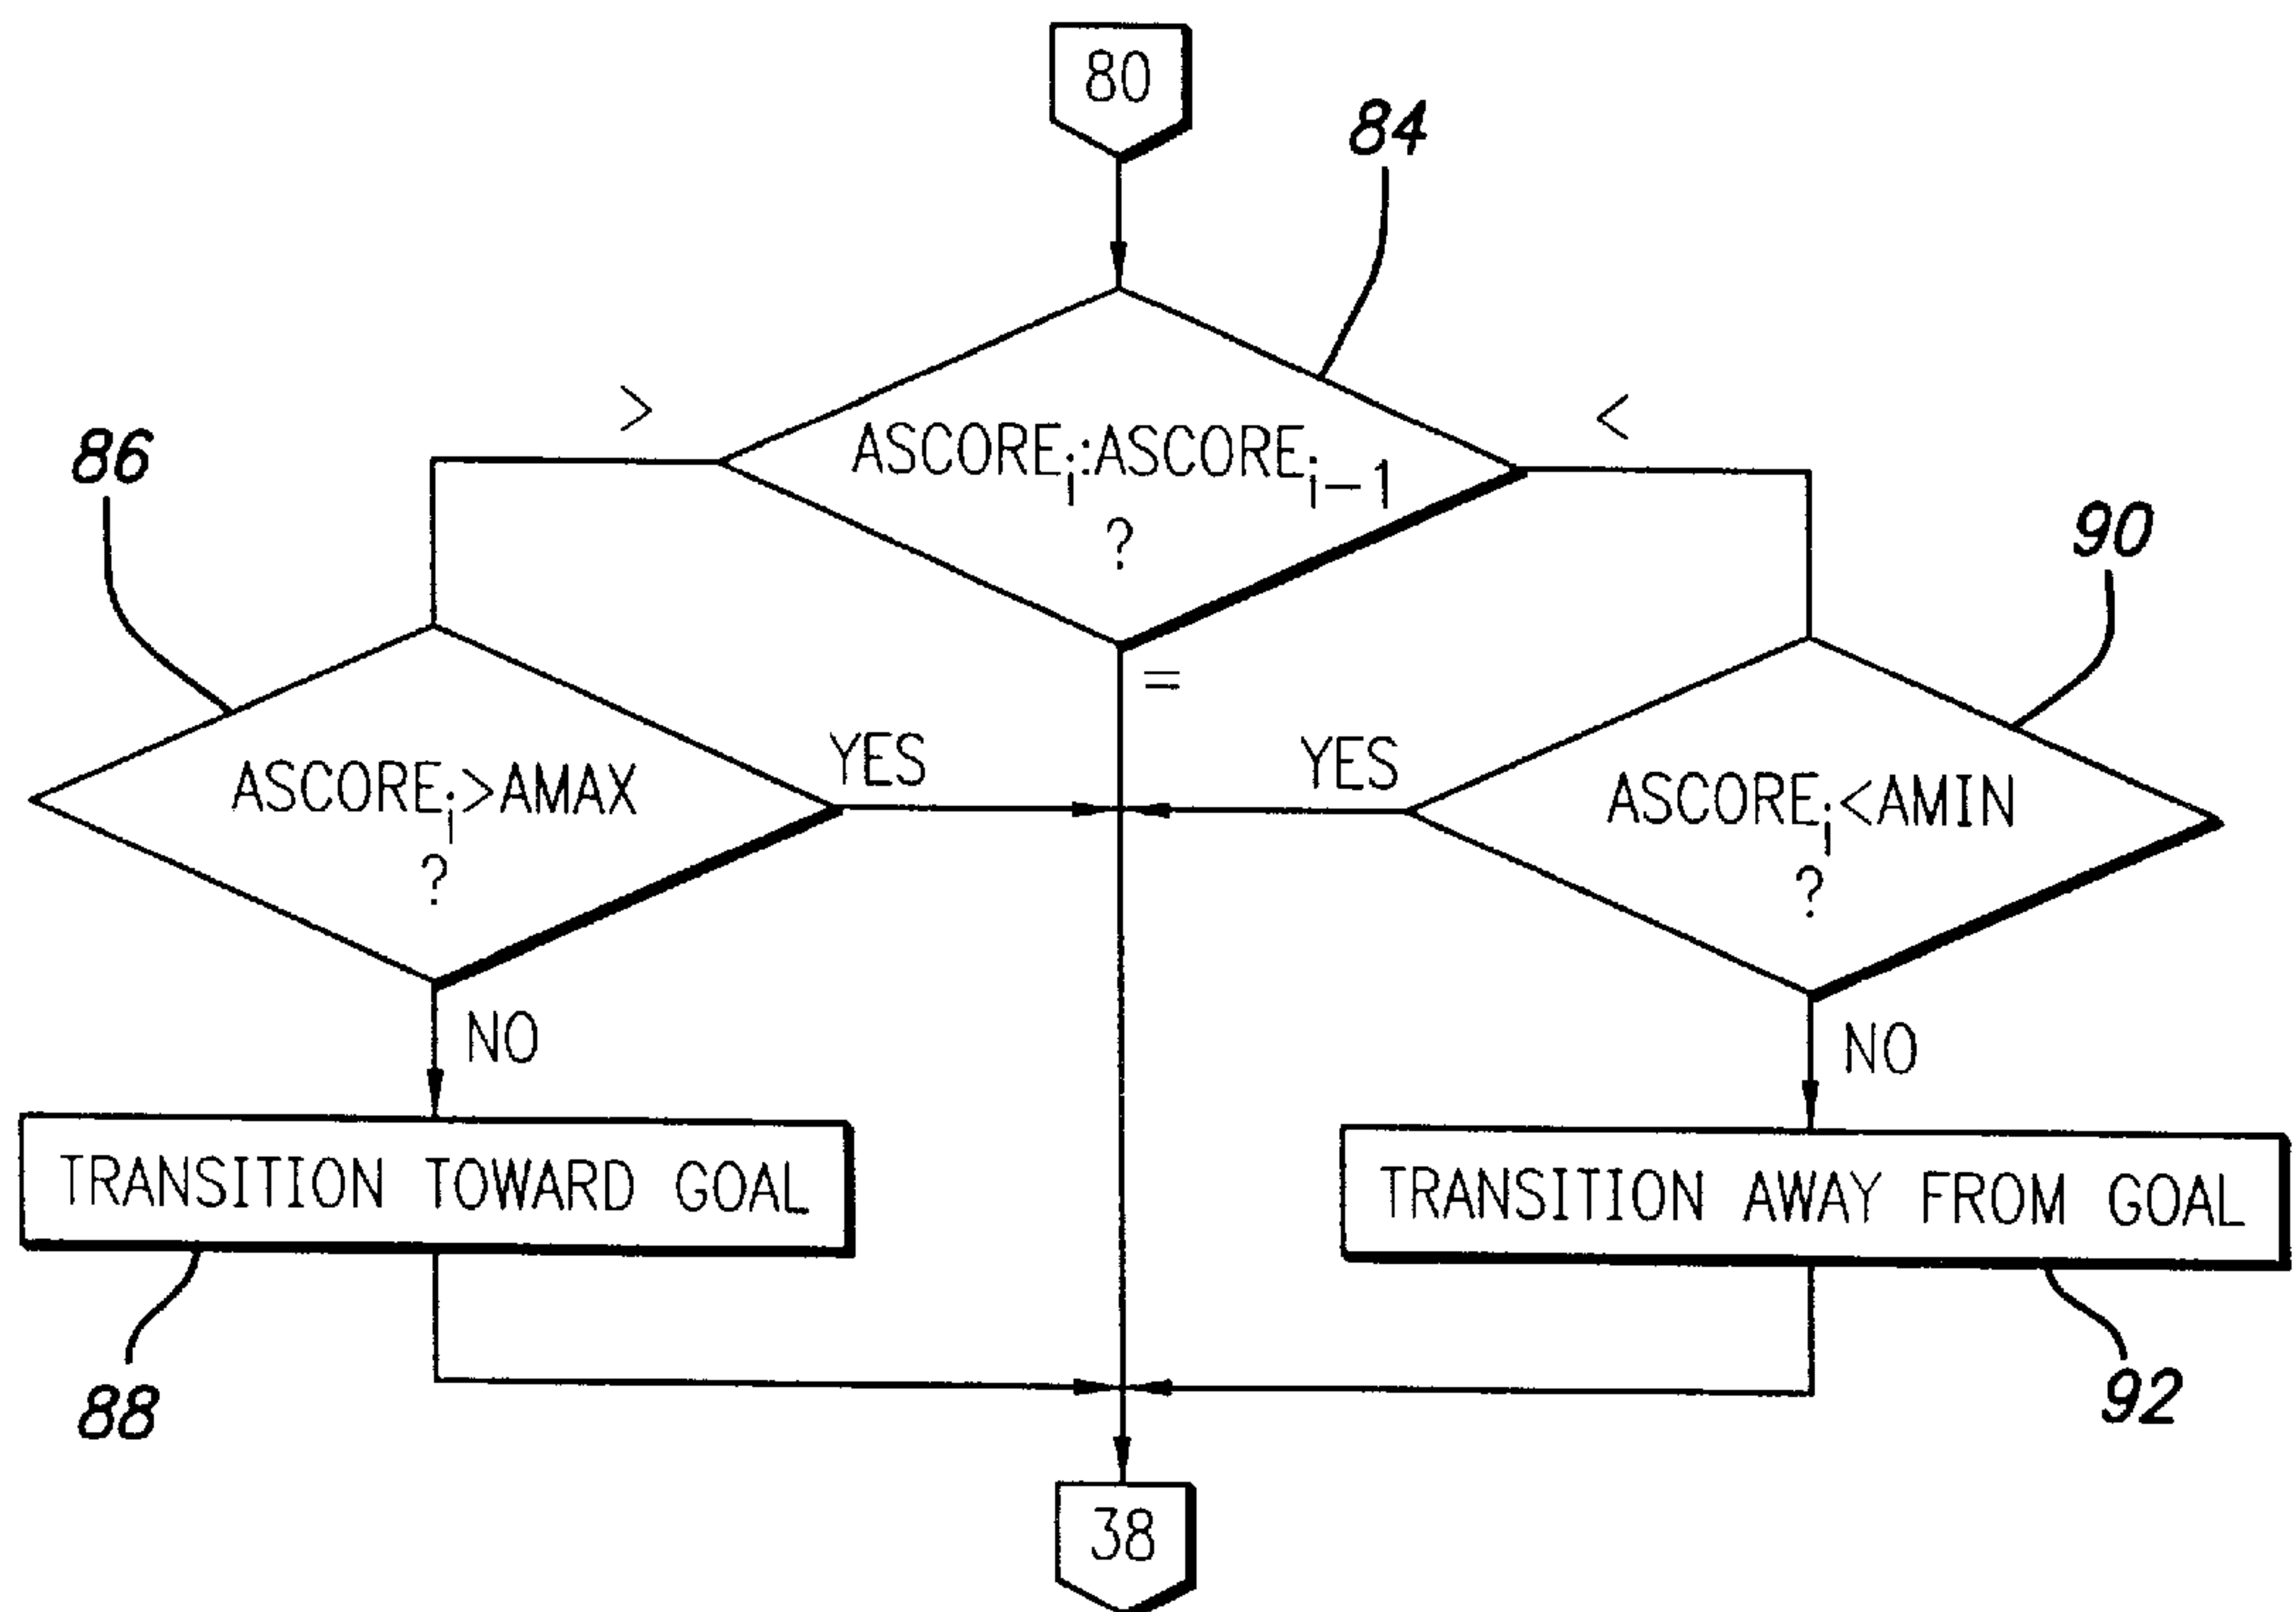 80
84
>
<
86
ASCOREi:ASCOREi-1
?
90
=
YES
YES
ASCOREi>AMAX
?
ASCOREi<AMIN
?
NO
NO
TRANSITION TOWARD GOAL
TRANSITION AWAY FROM GOAL
88
92
38